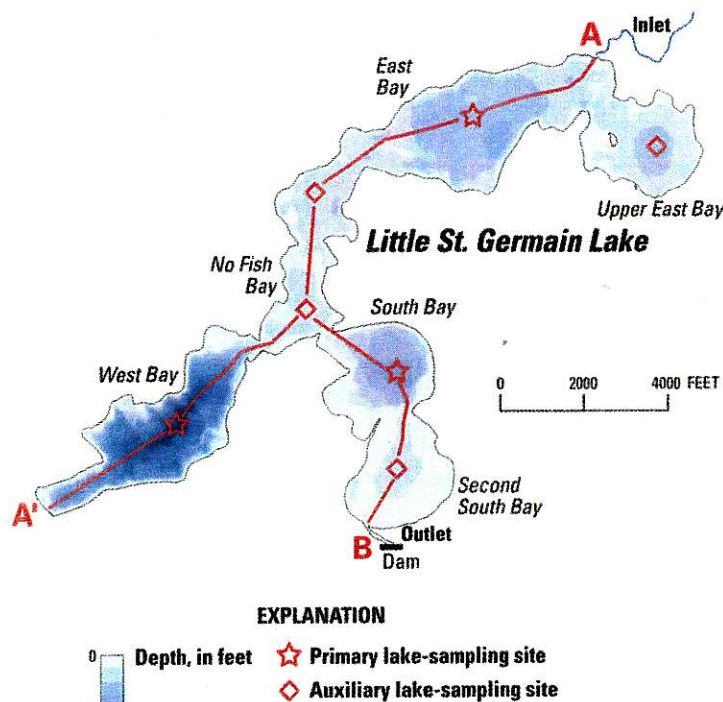 A
Inlet
East
Bay
Upper East Bay
Little St. Germain Lake
No Fish
Bay
South Bay
West Bay
0 2000 4000 FEET
A'
Second
South Bay
B
Outlet
Dam
EXPLANATION
0 Depth, in feet
Primary lake-sampling site
Auxiliary lake-sampling site